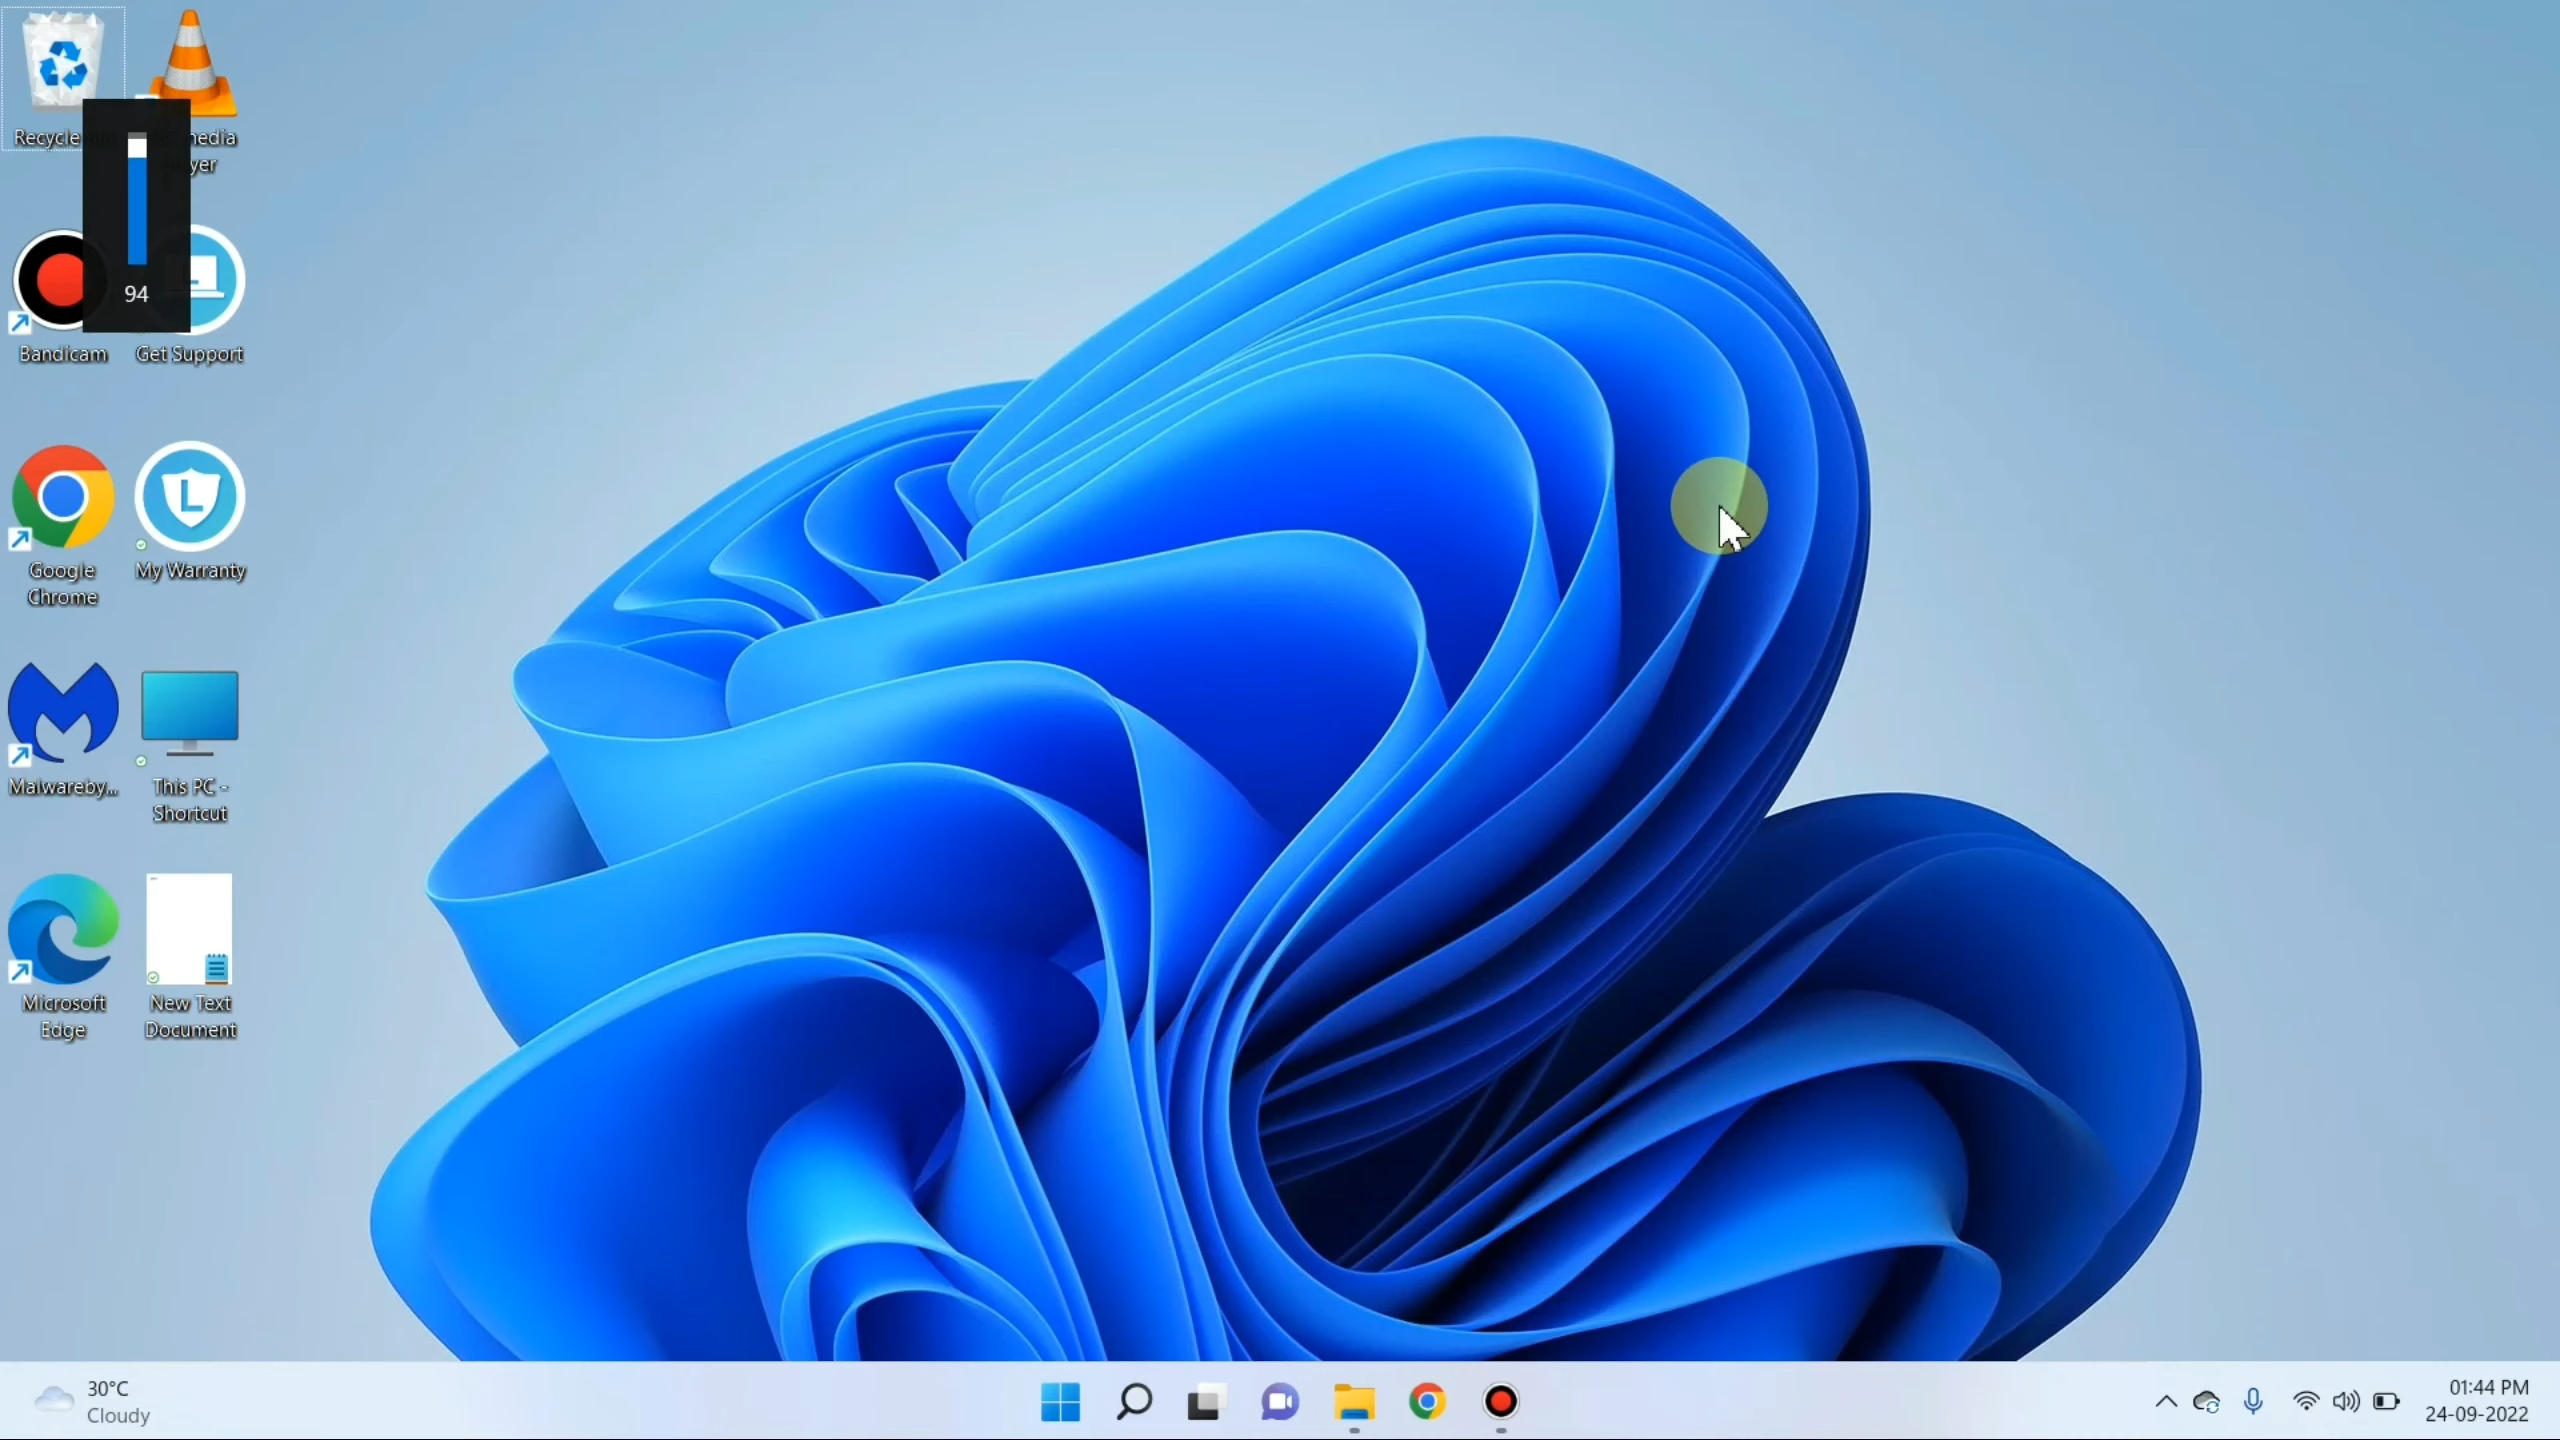 Recycle
media
yer
94
Bandicam
Get Support
Google
Chrome
My Warranty
L
Malwareby...
This PC -
Shortcut
Microsoft
Edge
New Text
Document
30°C
Cloudy
01:44 PM
24-09-2022